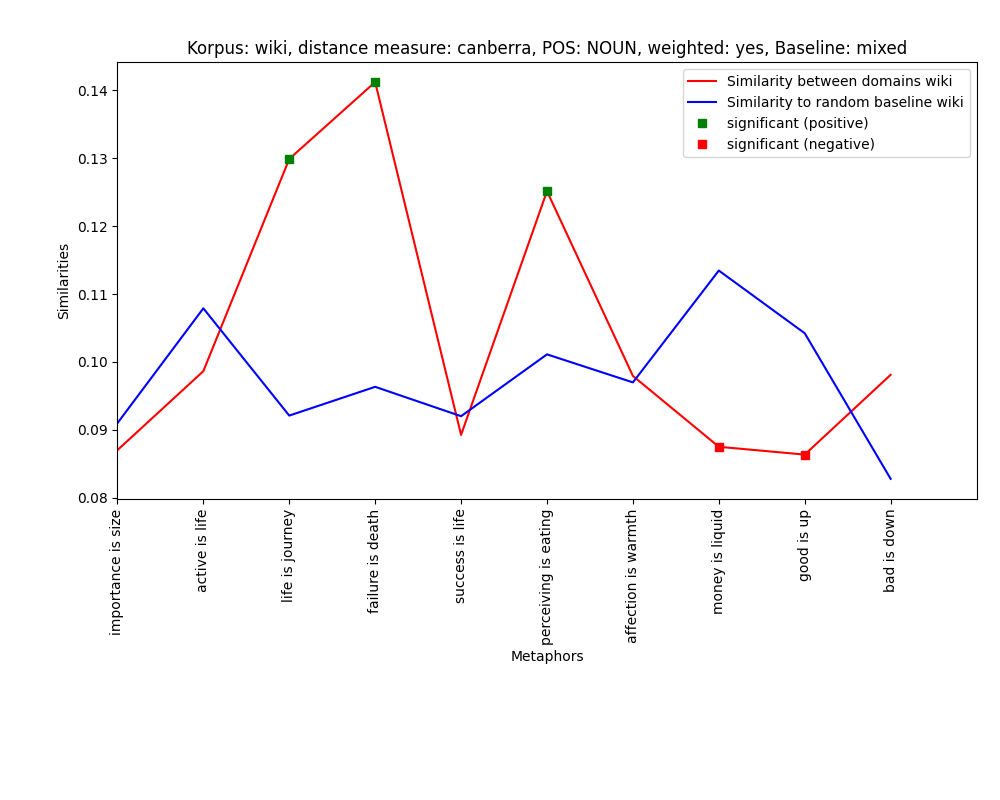 Korpus: wiki, distance measure: canberra, POS: NOUN, weighted: yes, Baseline: mixed
Similarity between domains wiki
Similarity to random baseline wiki
significant (positive)
significant (negative)
Similarities
0.14
0.13
0.12
0.11
0.10
0.09
0.08
importance is size
active is life
life is journey
failure is death
success is life
perceiving is eating
affection is warmth
money is liquid
good is up
bad is down
Metaphors